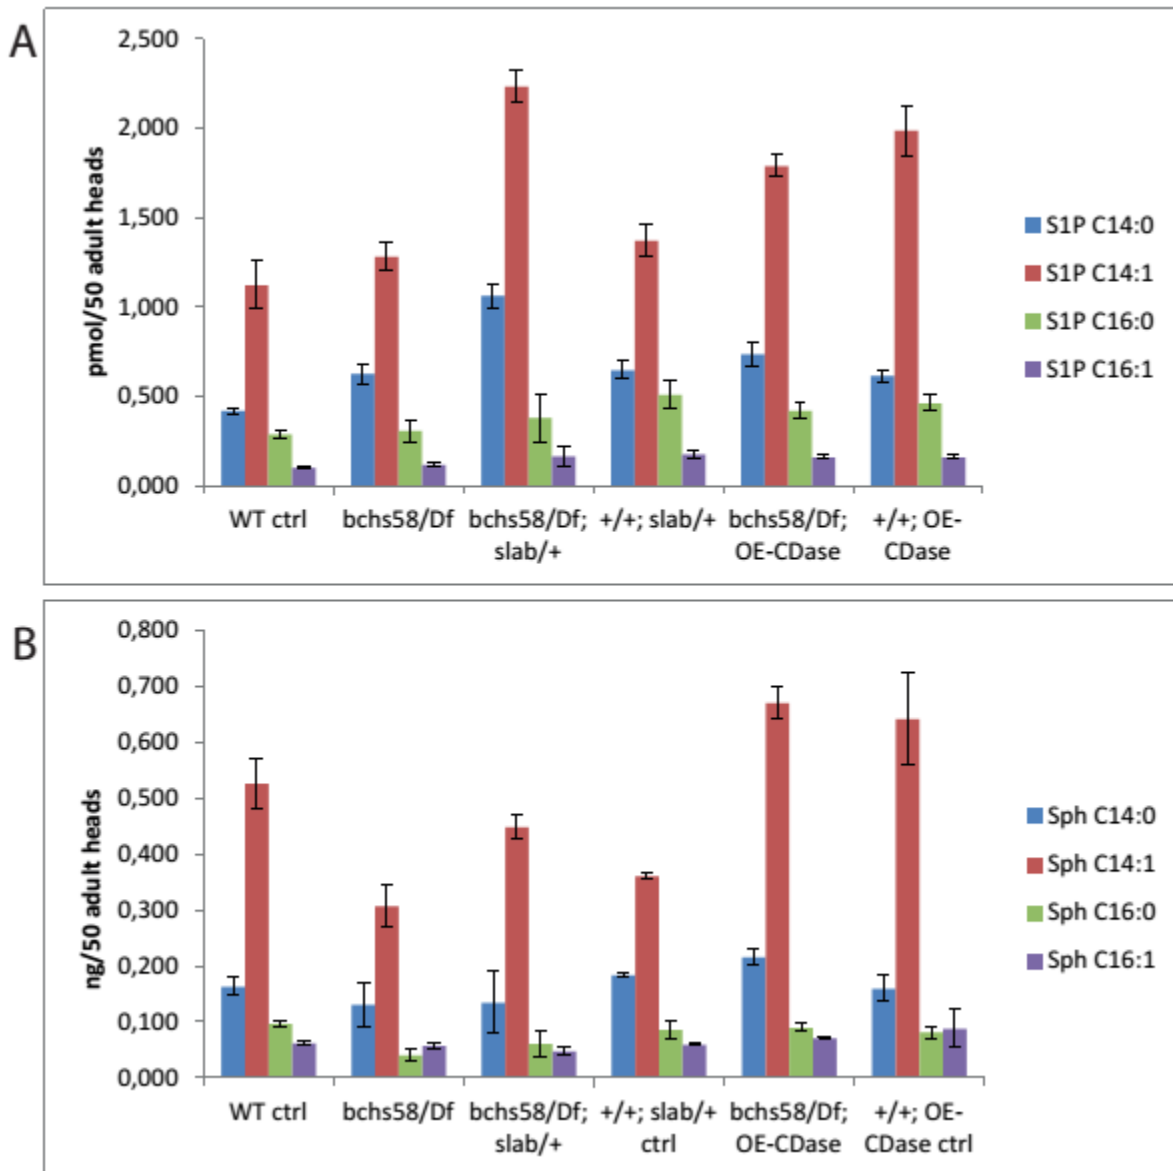 A
2,500
2,000
1,500
1,000
0,500
0,000
pmol/50 adult heads
WT ctrl
bchs58/Df
bchs58/Df;
slab/+
+/+; slab/+
bchs58/Df;
OE-CDase
+/+; OE-
CDase
S1P C14:0
S1P C14:1
S1P C16:0
S1P C16:1
B
0,800
0,700
0,600
0,500
0,400
0,300
0,200
0,100
0,000
ng/50 adult heads
WT ctrl
bchs58/Df
bchs58/Df;
slab/+
+/+; slab/+
ctrl
bchs58/Df;
OE-CDase
+/+; OE-
CDase ctrl
Sph C14:0
Sph C14:1
Sph C16:0
Sph C16:1